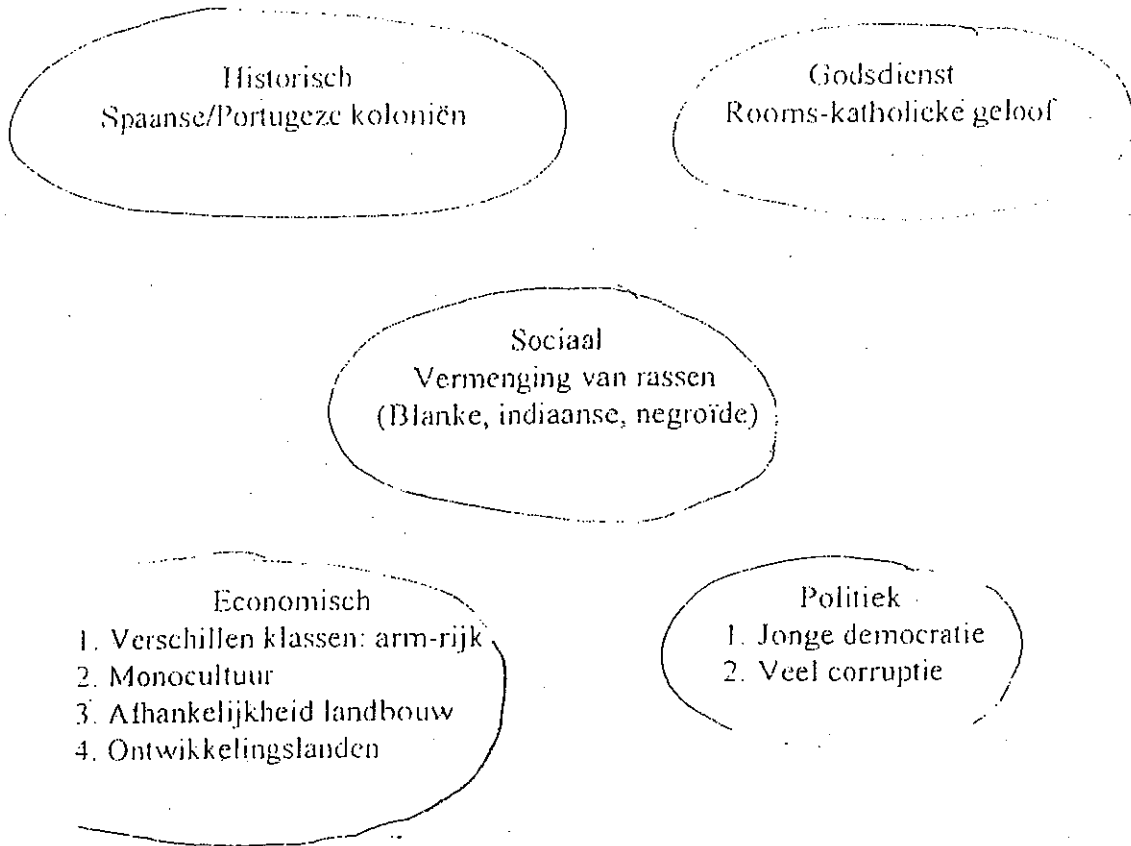 Historisch
Spaanse/Portugeze koloniën
Godsdienst
Rooms-katholieke geloof
Sociaal
Vermenging van rassen
(Blanke, indiaanse, negroïde)
Economisch
1. Verschillen klassen: arm-rijk
2. Monocultuur
3. Afhankelijkheid landbouw
4. Ontwikkelingslanden
Politiek
1. Jonge democratie
2. Veel corruptie